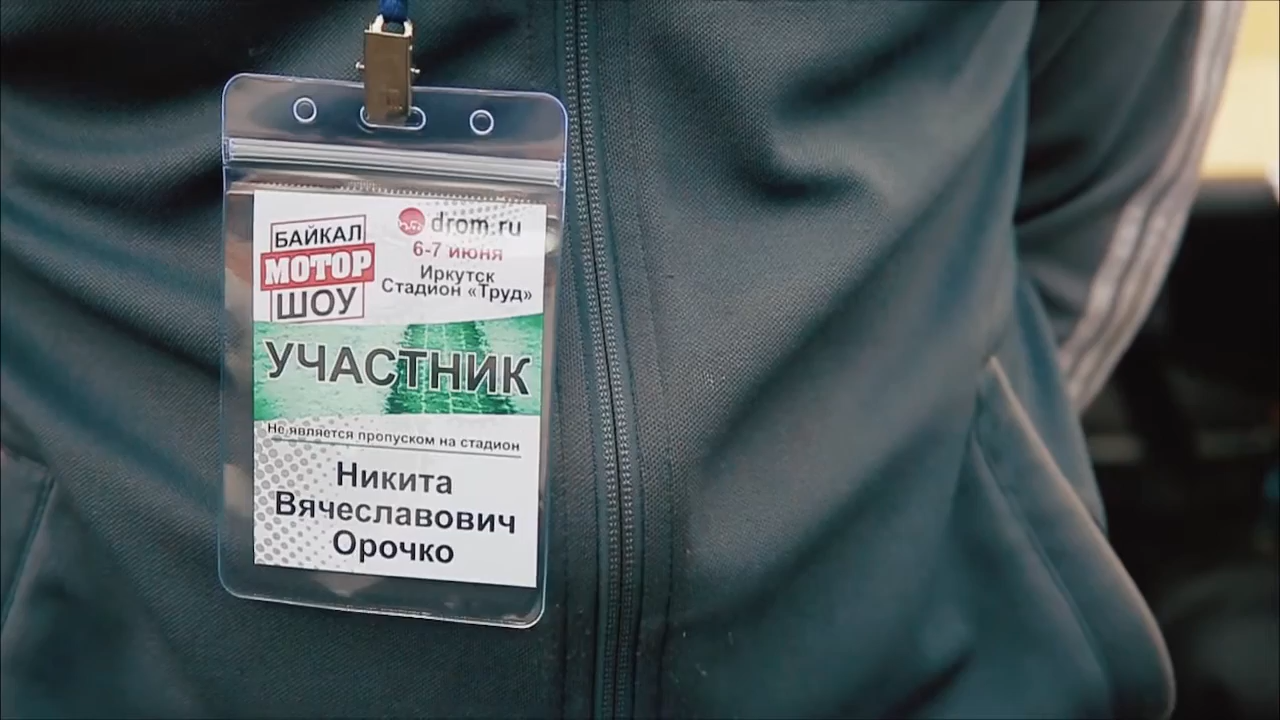 БАЙКАЛ
МОТОР
ШОУ
drom.ru
6-7 июня
Иркутск
Стадион «Труд»
УЧАСТНИК
Не является пропуском на стадион
Никита
Вячеславович
Орочко